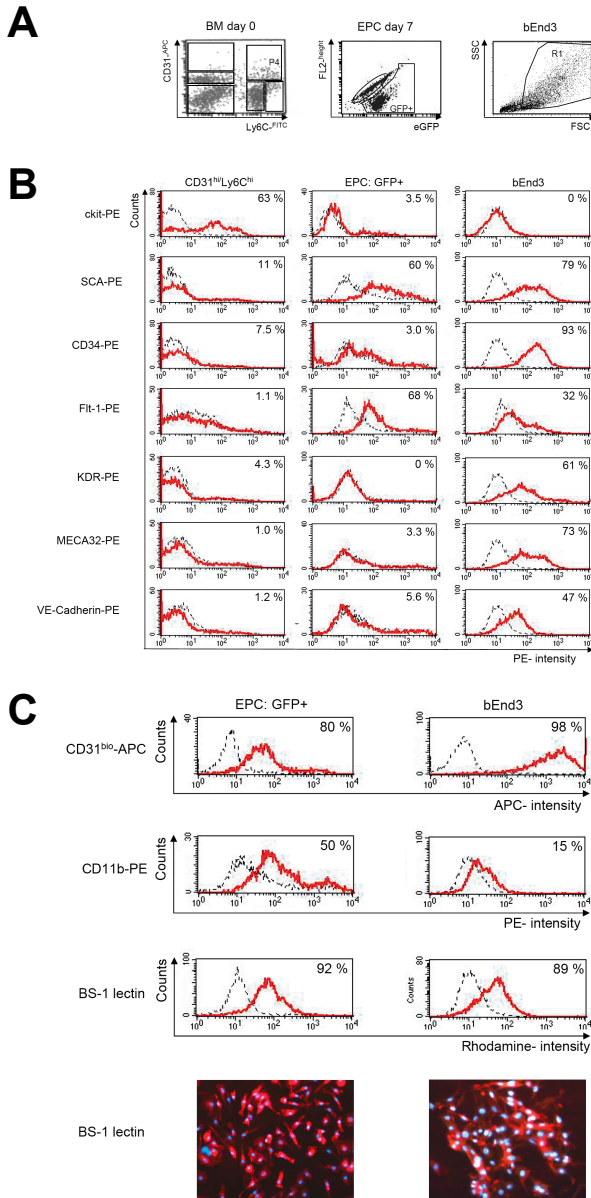 A
BM day 0
EPC day 7
bEnd3
CD31-APC
P4
Ly6C-FITC
FL2-height
GFP+
eGFP
SSC
R1
FSC
B
CD31hi/Ly6Chi
EPC: GFP+
bEnd3
Counts
ckit-PE
63 %
3.5 %
0 %
SCA-PE
11 %
60 %
79 %
CD34-PE
7.5 %
3.0 %
93 %
Flt-1-PE
1.1 %
68 %
32 %
KDR-PE
4.3 %
0 %
61 %
MECA32-PE
1.0 %
3.3 %
73 %
VE-Cadherin-PE
1.2 %
5.6 %
47 %
PE- intensity
C
EPC: GFP+
bEnd3
CD31bio-APC
Counts
80 %
98 %
APC- intensity
CD11b-PE
Counts
50 %
15 %
PE- intensity
BS-1 lectin
Counts
92 %
Counts
89 %
Rhodamine- intensity
BS-1 lectin